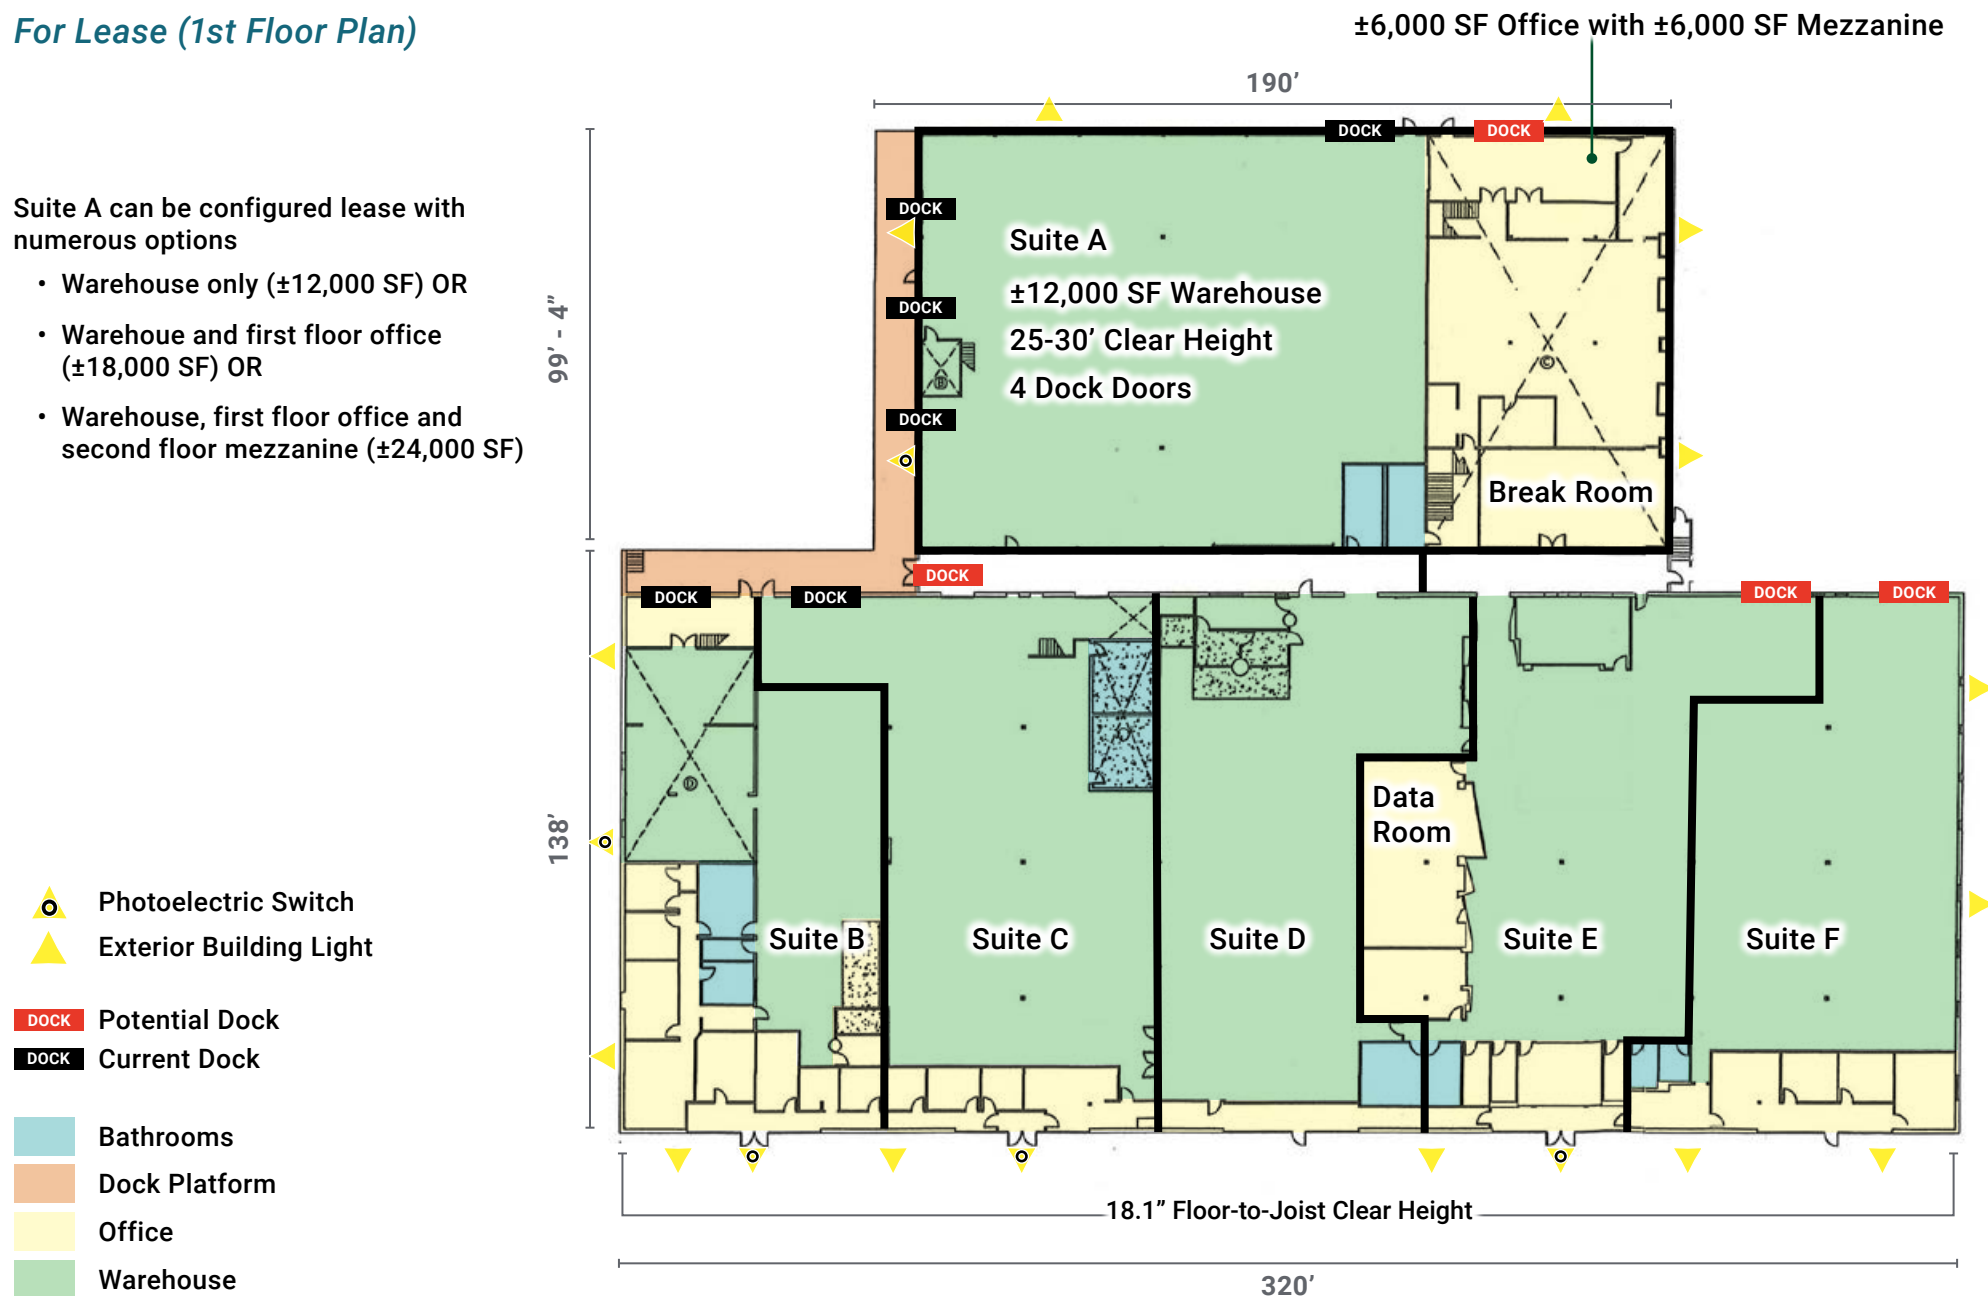 For Lease (1st Floor Plan)
±6,000 SF Office with ±6,000 SF Mezzanine
190’
DOCK
DOCK
Suite A can be configured lease with
numerous options
• Warehouse only (±12,000 SF) OR
• Warehoue and first floor office
(±18,000 SF) OR
• Warehouse, first floor office and
second floor mezzanine (±24,000 SF)
99’ - 4”
DOCK
DOCK
DOCK
Suite A
±12,000 SF Warehouse
25-30’ Clear Height
4 Dock Doors
B
C
Break Room
DOCK
DOCK
DOCK
DOCK
DOCK
138’
D
Data
Room
Suite B
Suite C
Suite D
Suite E
Suite F
Photoelectric Switch
Exterior Building Light
DOCK Potential Dock
DOCK Current Dock
Bathrooms
Dock Platform
Office
Warehouse
18.1” Floor-to-Joist Clear Height
320’